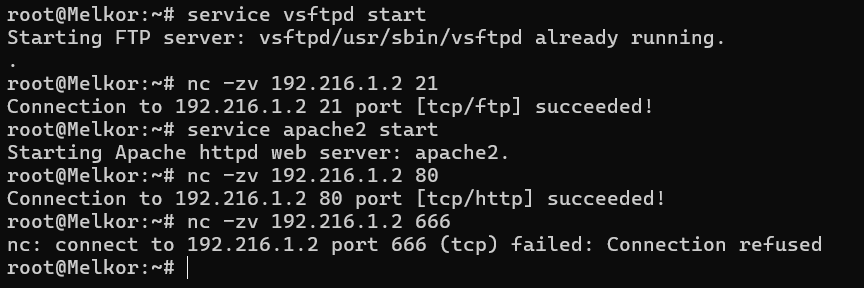 root@Melkor:~# service vsftpd start
Starting FTP server: vsftpd/usr/sbin/vsftpd already running.
.
root@Melkor:~# nc -zv 192.216.1.2 21
Connection to 192.216.1.2 21 port [tcp/ftp] succeeded!
root@Melkor:~# service apache2 start
Starting Apache httpd web server: apache2.
root@Melkor:~# nc -zv 192.216.1.2 80
Connection to 192.216.1.2 80 port [tcp/http] succeeded!
root@Melkor:~# nc -zv 192.216.1.2 666
nc: connect to 192.216.1.2 port 666 (tcp) failed: Connection refused
root@Melkor:~#